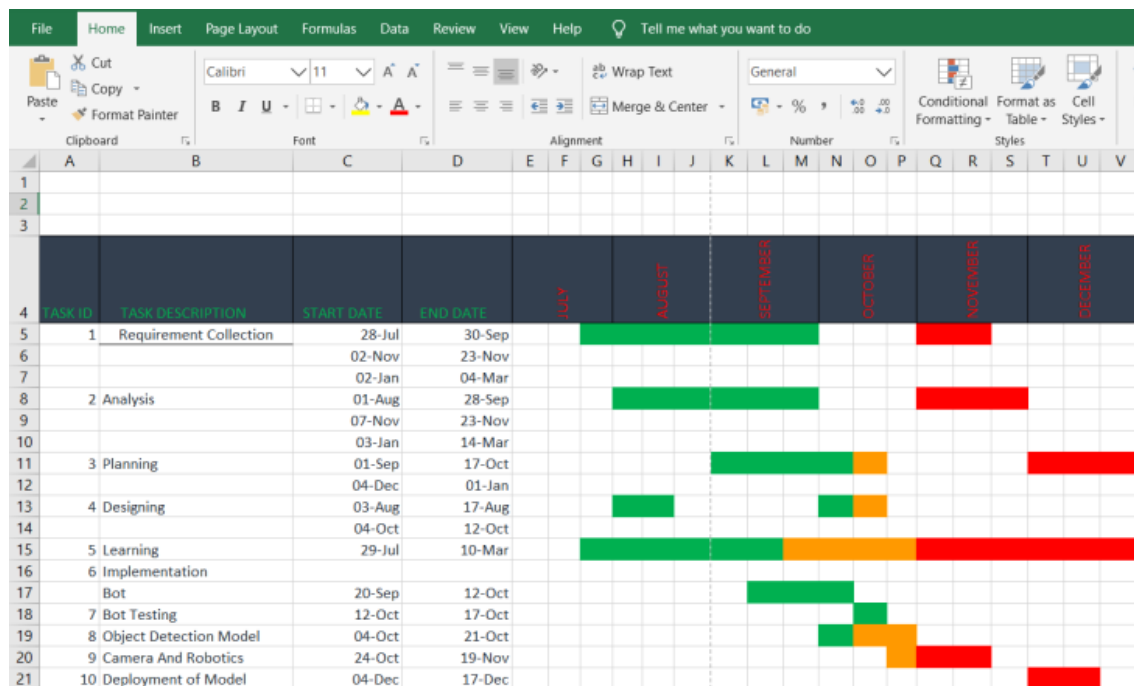 File Home Insert Page Layout Formulas Data Review View Help Tell me what you want to do
Cut
Copy
Format Painter
Paste
Clipboard
Calibri 11 A A
B I U A
Font
Wrap Text
Merge & Center
Alignment
General
% , .00 .0
Number
Conditional Formatting
Format as Table
Cell Styles
Styles
A B C D E F G H I J K L M N O P Q R S T U V
1
2
3
4 TASK ID TASK DESCRIPTION START DATE END DATE JULY AUGUST SEPTEMBER OCTOBER NOVEMBER DECEMBER
5 1 Requirement Collection 28-Jul 30-Sep
6 02-Nov 23-Nov
7 02-Jan 04-Mar
8 2 Analysis 01-Aug 28-Sep
9 07-Nov 23-Nov
10 03-Jan 14-Mar
11 3 Planning 01-Sep 17-Oct
12 04-Dec 01-Jan
13 4 Designing 03-Aug 17-Aug
14 04-Oct 12-Oct
15 5 Learning 29-Jul 10-Mar
16 6 Implementation
17 Bot 20-Sep 12-Oct
18 7 Bot Testing 12-Oct 17-Oct
19 8 Object Detection Model 04-Oct 21-Oct
20 9 Camera And Robotics 24-Oct 19-Nov
21 10 Deployment of Model 04-Dec 17-Dec